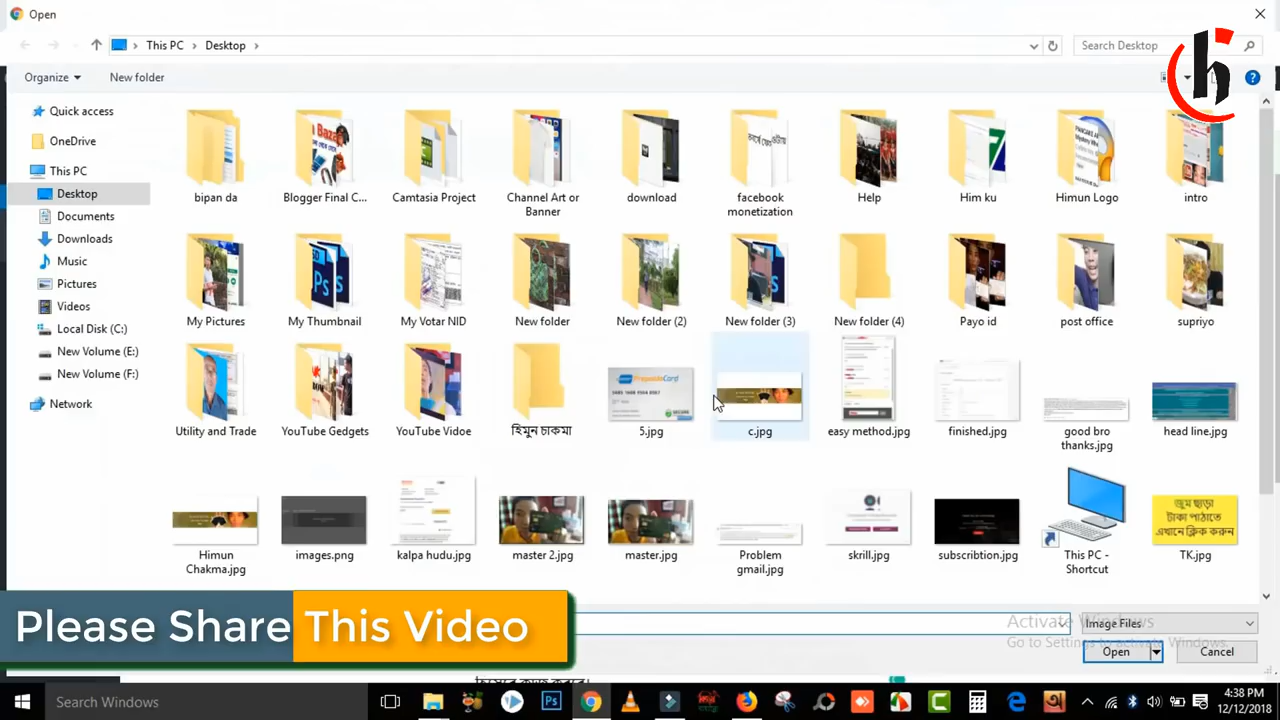 Open
This PC
Desktop
Search Desktop
Organize
New folder
Quick access
OneDrive
This PC
Desktop
Documents
Downloads
Music
Pictures
Videos
Local Disk (C:)
New Volume (E:)
New Volume (F:)
Network
bipan da
Blogger Final C...
Camtasia Project
Channel Art or
Banner
download
facebook
monetization
Help
Him ku
Himun Logo
intro
My Pictures
My Thumbnail
My Votar NID
New folder
New folder (2)
New folder (3)
New folder (4)
Payo id
post office
supriyo
Utility and Trade
YouTube Gedgets
YouTube Vidoe
হিমুন চাকমা
5.jpg
c.jpg
easy method.jpg
finished.jpg
good bro
thanks.jpg
head line.jpg
Himun
Chakma.jpg
images.png
kalpa hudu.jpg
master 2.jpg
master.jpg
Problem
gmail.jpg
skrill.jpg
subscribtion.jpg
This PC -
Shortcut
জুম ছাড়া
টাকা পাঠাতে
এখানে ক্লিক করুন
TK.jpg
Please Share This Video
Image Files
Activate Windows
Go to Settings to activate Windows.
Open
Cancel
Search Windows
4:38 PM
12/12/2018